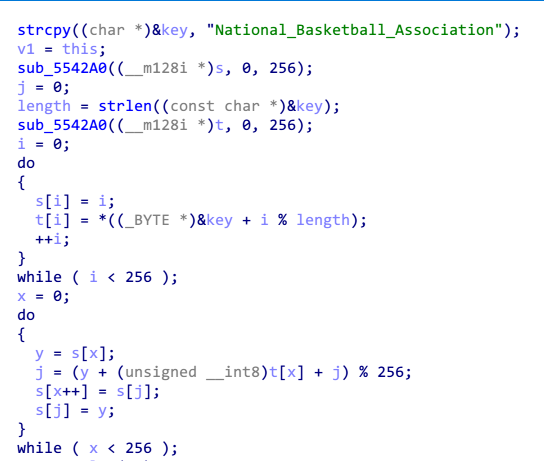 strcpy((char *)&key, "National_Basketball_Association");
v1 = this;
sub_5542A0((__m128i *)s, 0, 256);
j = 0;
length = strlen((const char *)&key);
sub_5542A0((__m128i *)t, 0, 256);
i = 0;
do
{
s[i] = i;
t[i] = *((_BYTE *)&key + i % length);
++i;
}
while ( i < 256 );
x = 0;
do
{
y = s[x];
j = (y + (unsigned __int8)t[x] + j) % 256;
s[x++] = s[j];
s[j] = y;
}
while ( x < 256 );